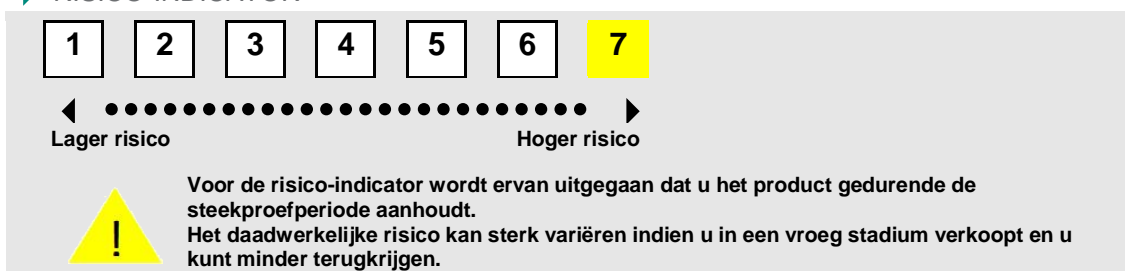 1 2 3 4 5 6 7
Lager risico Hoger risico
!
Voor de risico-indicator wordt ervan uitgegaan dat u het product gedurende de
steekproefperiode aanhoudt.
Het daadwerkelijke risico kan sterk variëren indien u in een vroeg stadium verkoopt en u
kunt minder terugkrijgen.